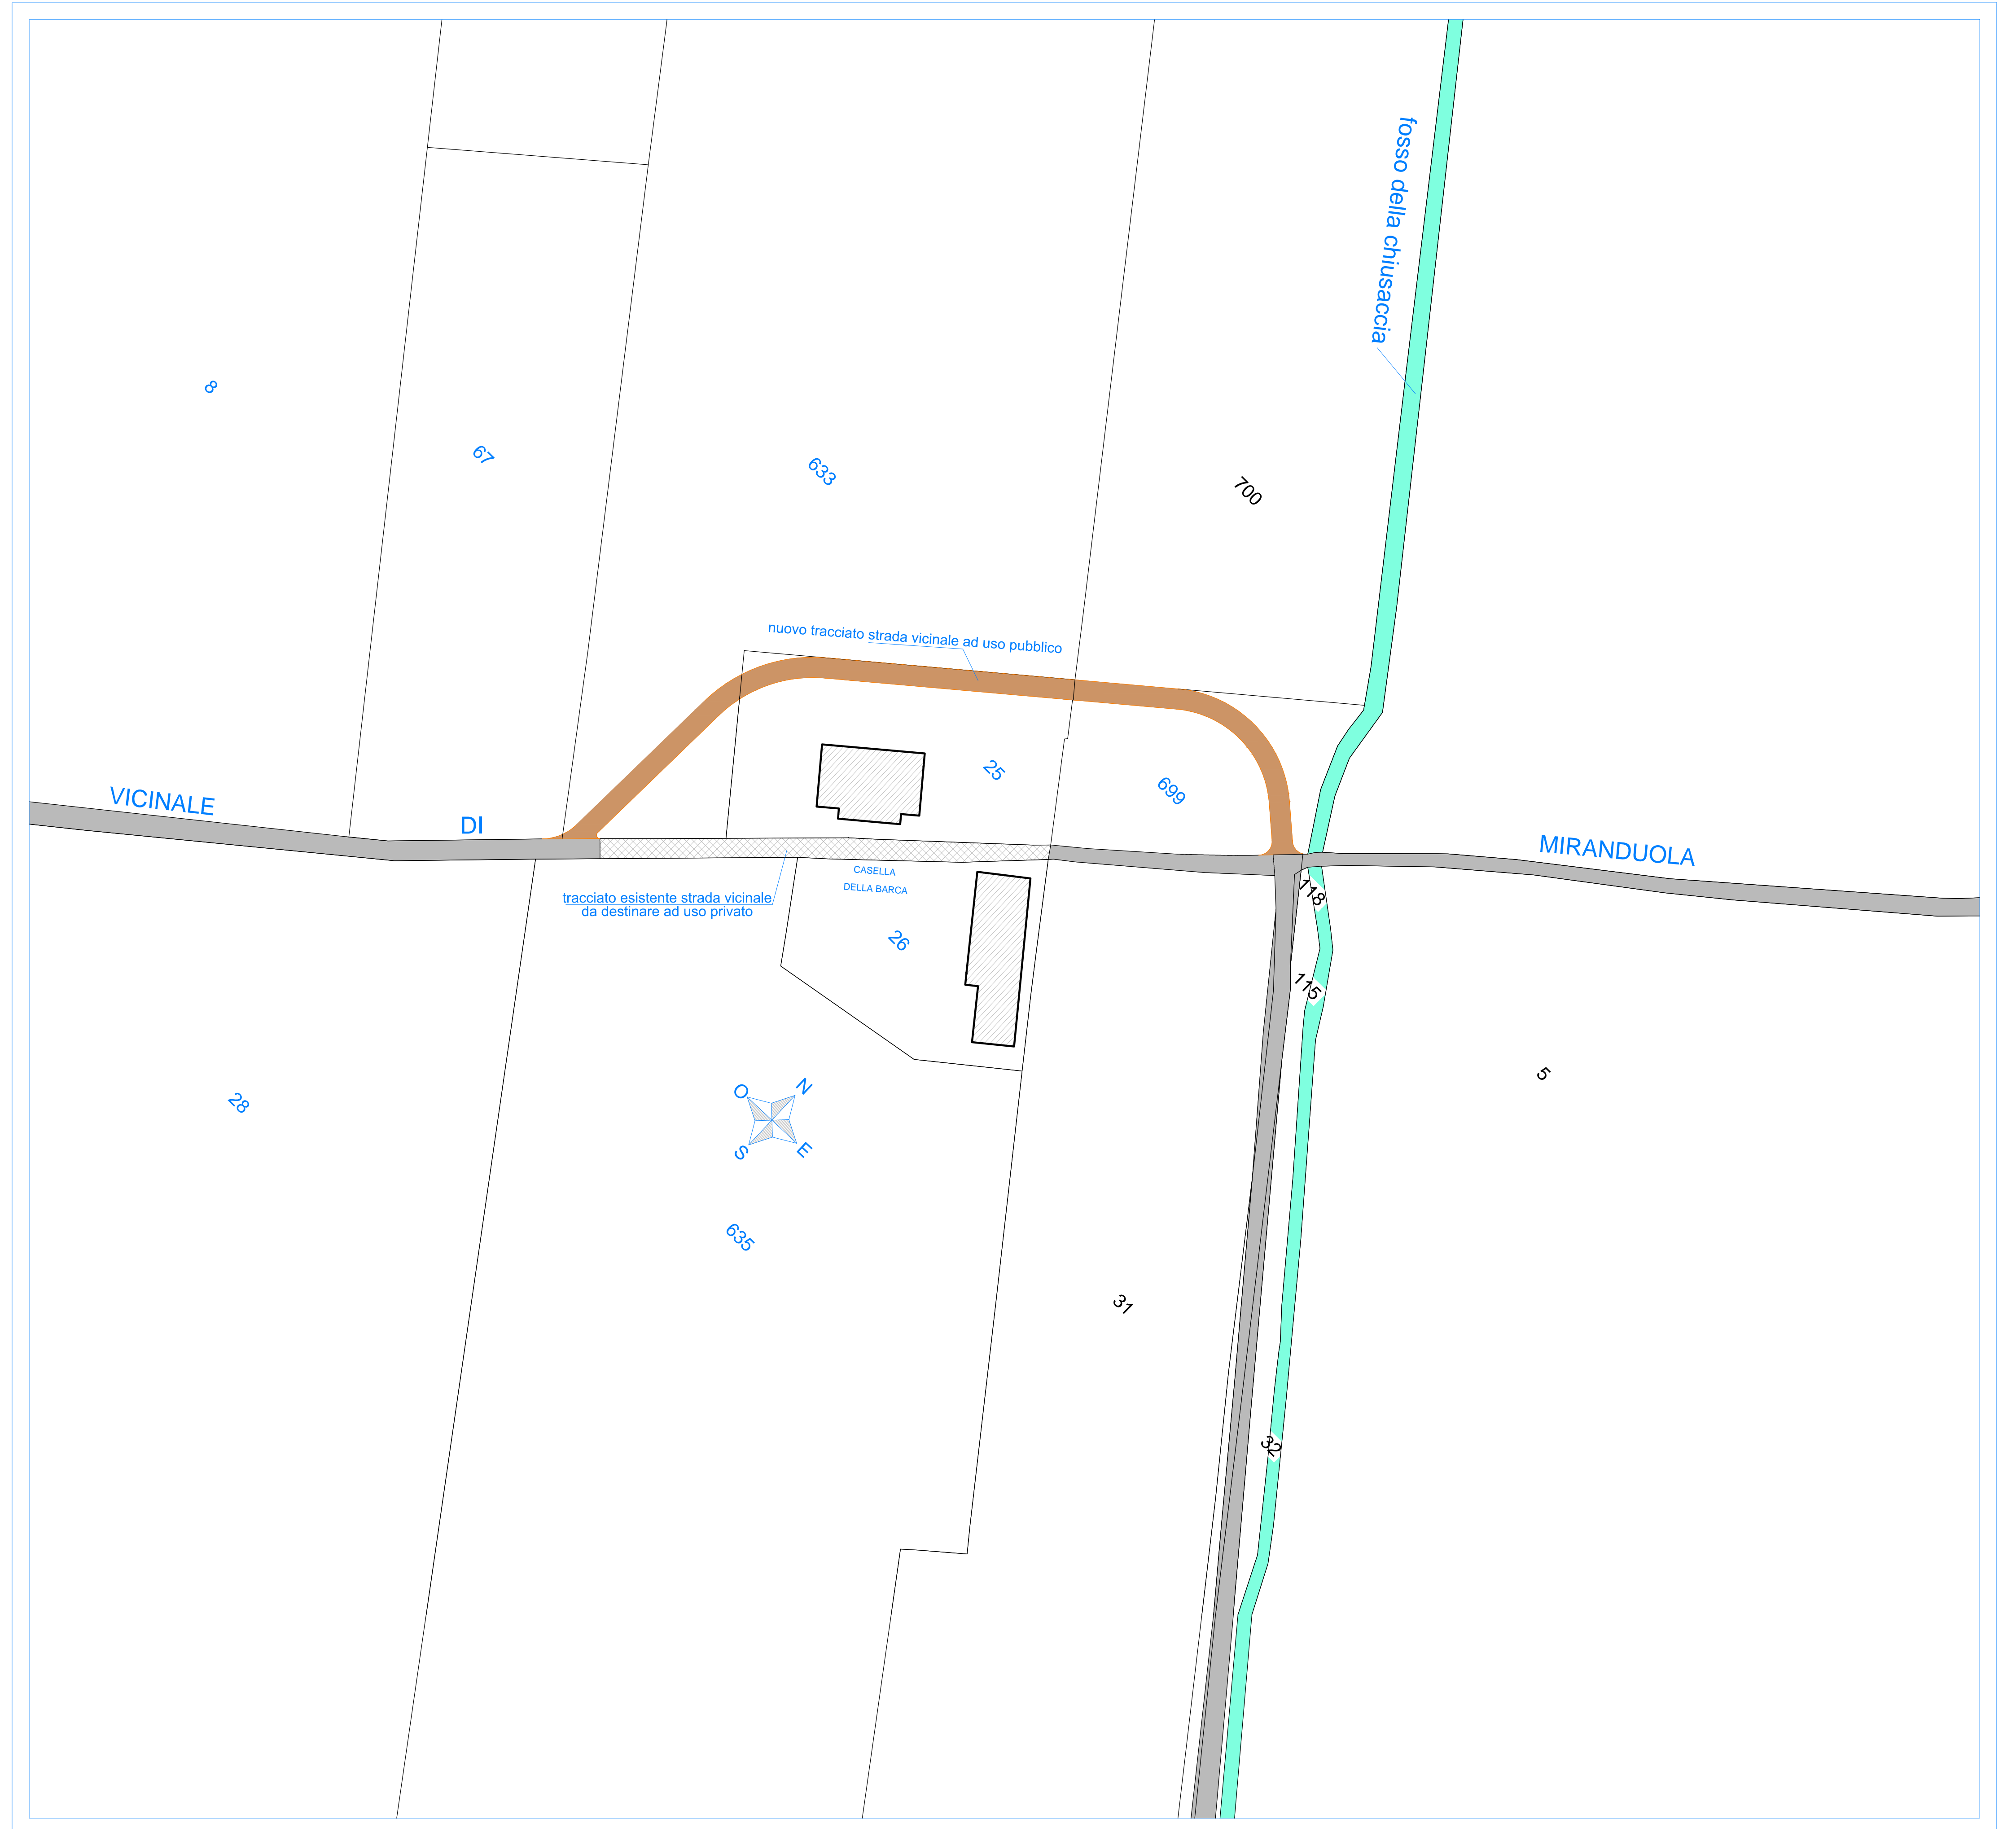 fosso della chiusaccia
8
67
633
700
nuovo tracciato strada vicinale ad uso pubblico
25
699
VICINALE
DI
MIRANDUOLA
CASELLA
DELLA BARCA
tracciato esistente strada vicinale
da destinare ad uso privato
118
26
115
5
28
O
N
S
E
635
31
32